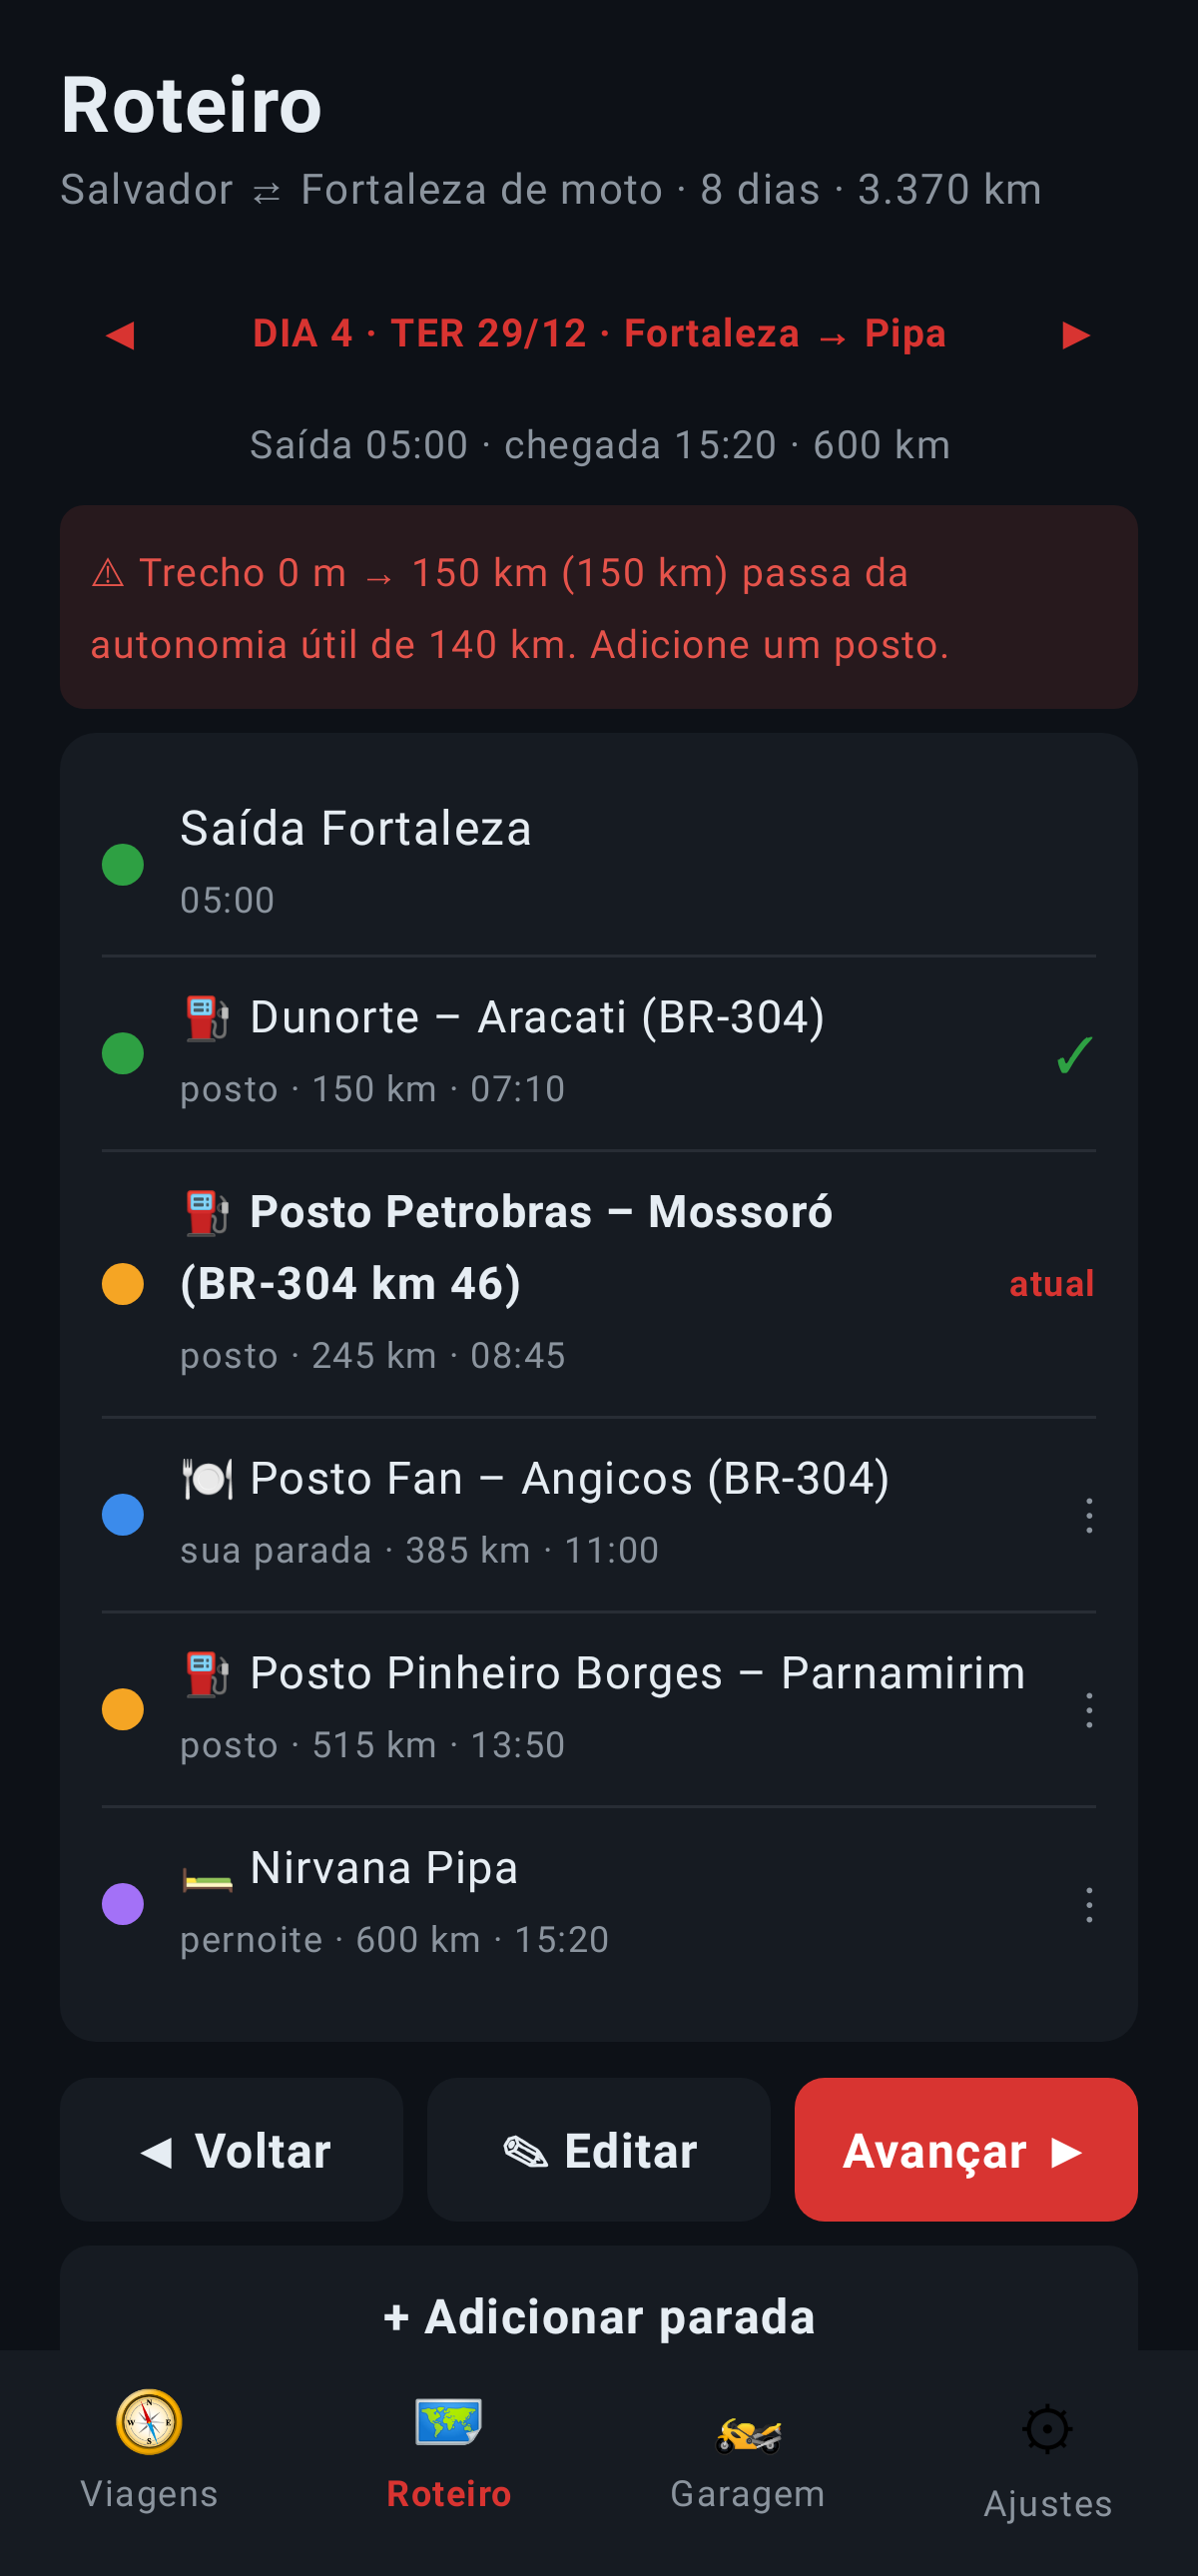 Roteiro
Salvador ⇄ Fortaleza de moto · 8 dias · 3.370 km
◀ DIA 4 · TER 29/12 · Fortaleza → Pipa ▶
Saída 05:00 · chegada 15:20 · 600 km
⚠ Trecho 0 m → 150 km (150 km) passa da
autonomia útil de 140 km. Adicione um posto.
Saída Fortaleza
05:00
⛽ Dunorte – Aracati (BR-304)
posto · 150 km · 07:10
✓
⛽ Posto Petrobras – Mossoró
(BR-304 km 46)
atual
posto · 245 km · 08:45
🍽 Posto Fan – Angicos (BR-304)
sua parada · 385 km · 11:00
⋮
⛽ Posto Pinheiro Borges – Parnamirim
posto · 515 km · 13:50
⋮
🛏 Nirvana Pipa
pernoite · 600 km · 15:20
⋮
◀ Voltar
✎ Editar
Avançar ▶
+ Adicionar parada
Viagens
Roteiro
Garagem
Ajustes